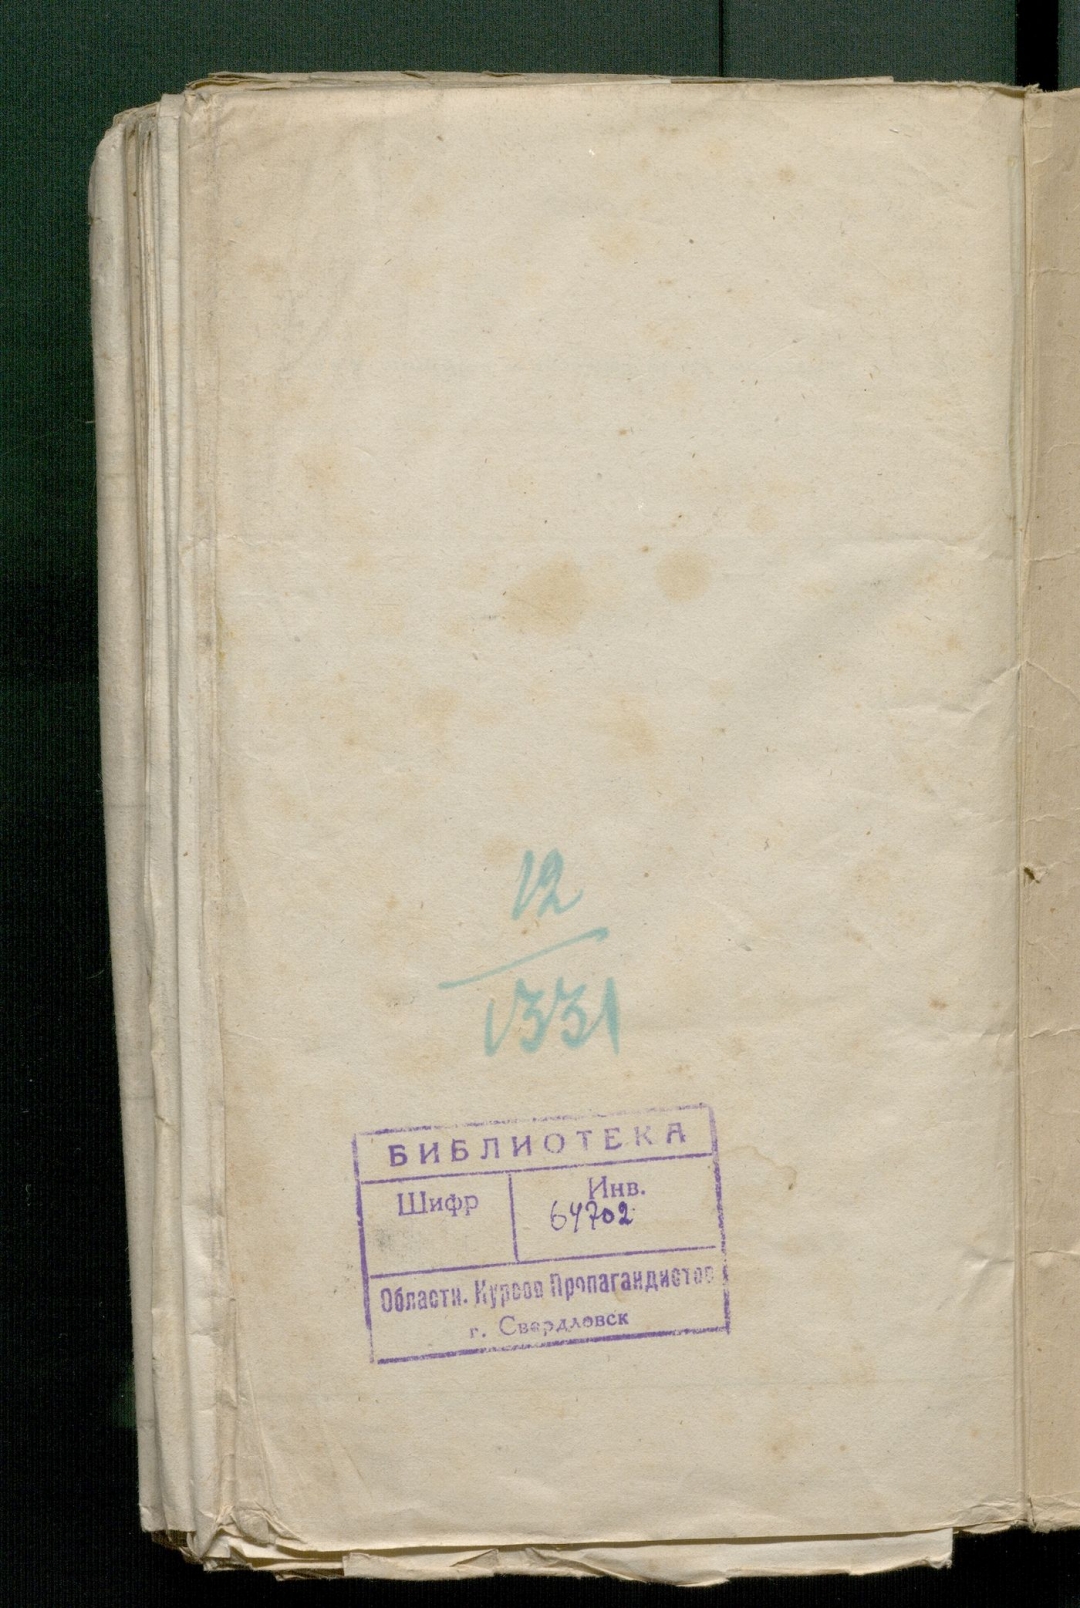 12
1331
БИБЛИОТЕКА
Шифр
Инв.
64702
Областн. Курсов Пропагандистов
г. Свердловск